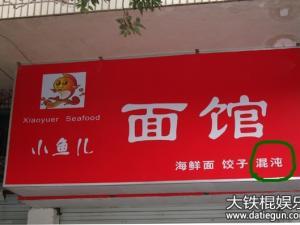 Xiaoyuer Seafood
小鱼儿
面馆
海鲜面 饺子 混沌
大铁棍娱乐
www.datiegun.com